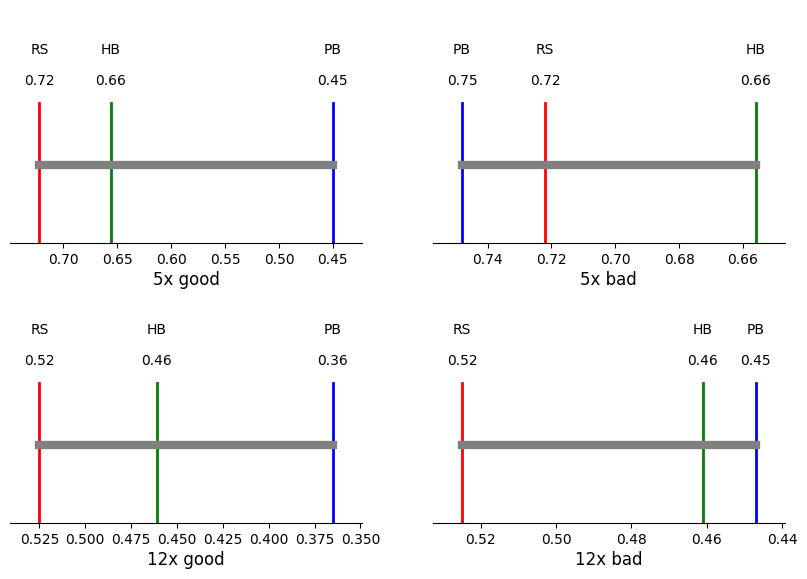 RS HB PB
0.72 0.66 0.45
0.70 0.65 0.60 0.55 0.50 0.45
5x good
PB RS HB
0.75 0.72 0.66
0.74 0.72 0.70 0.68 0.66
5x bad
RS HB PB
0.52 0.46 0.36
0.525 0.500 0.475 0.450 0.425 0.400 0.375 0.350
12x good
RS HB PB
0.52 0.46 0.45
0.52 0.50 0.48 0.46 0.44
12x bad